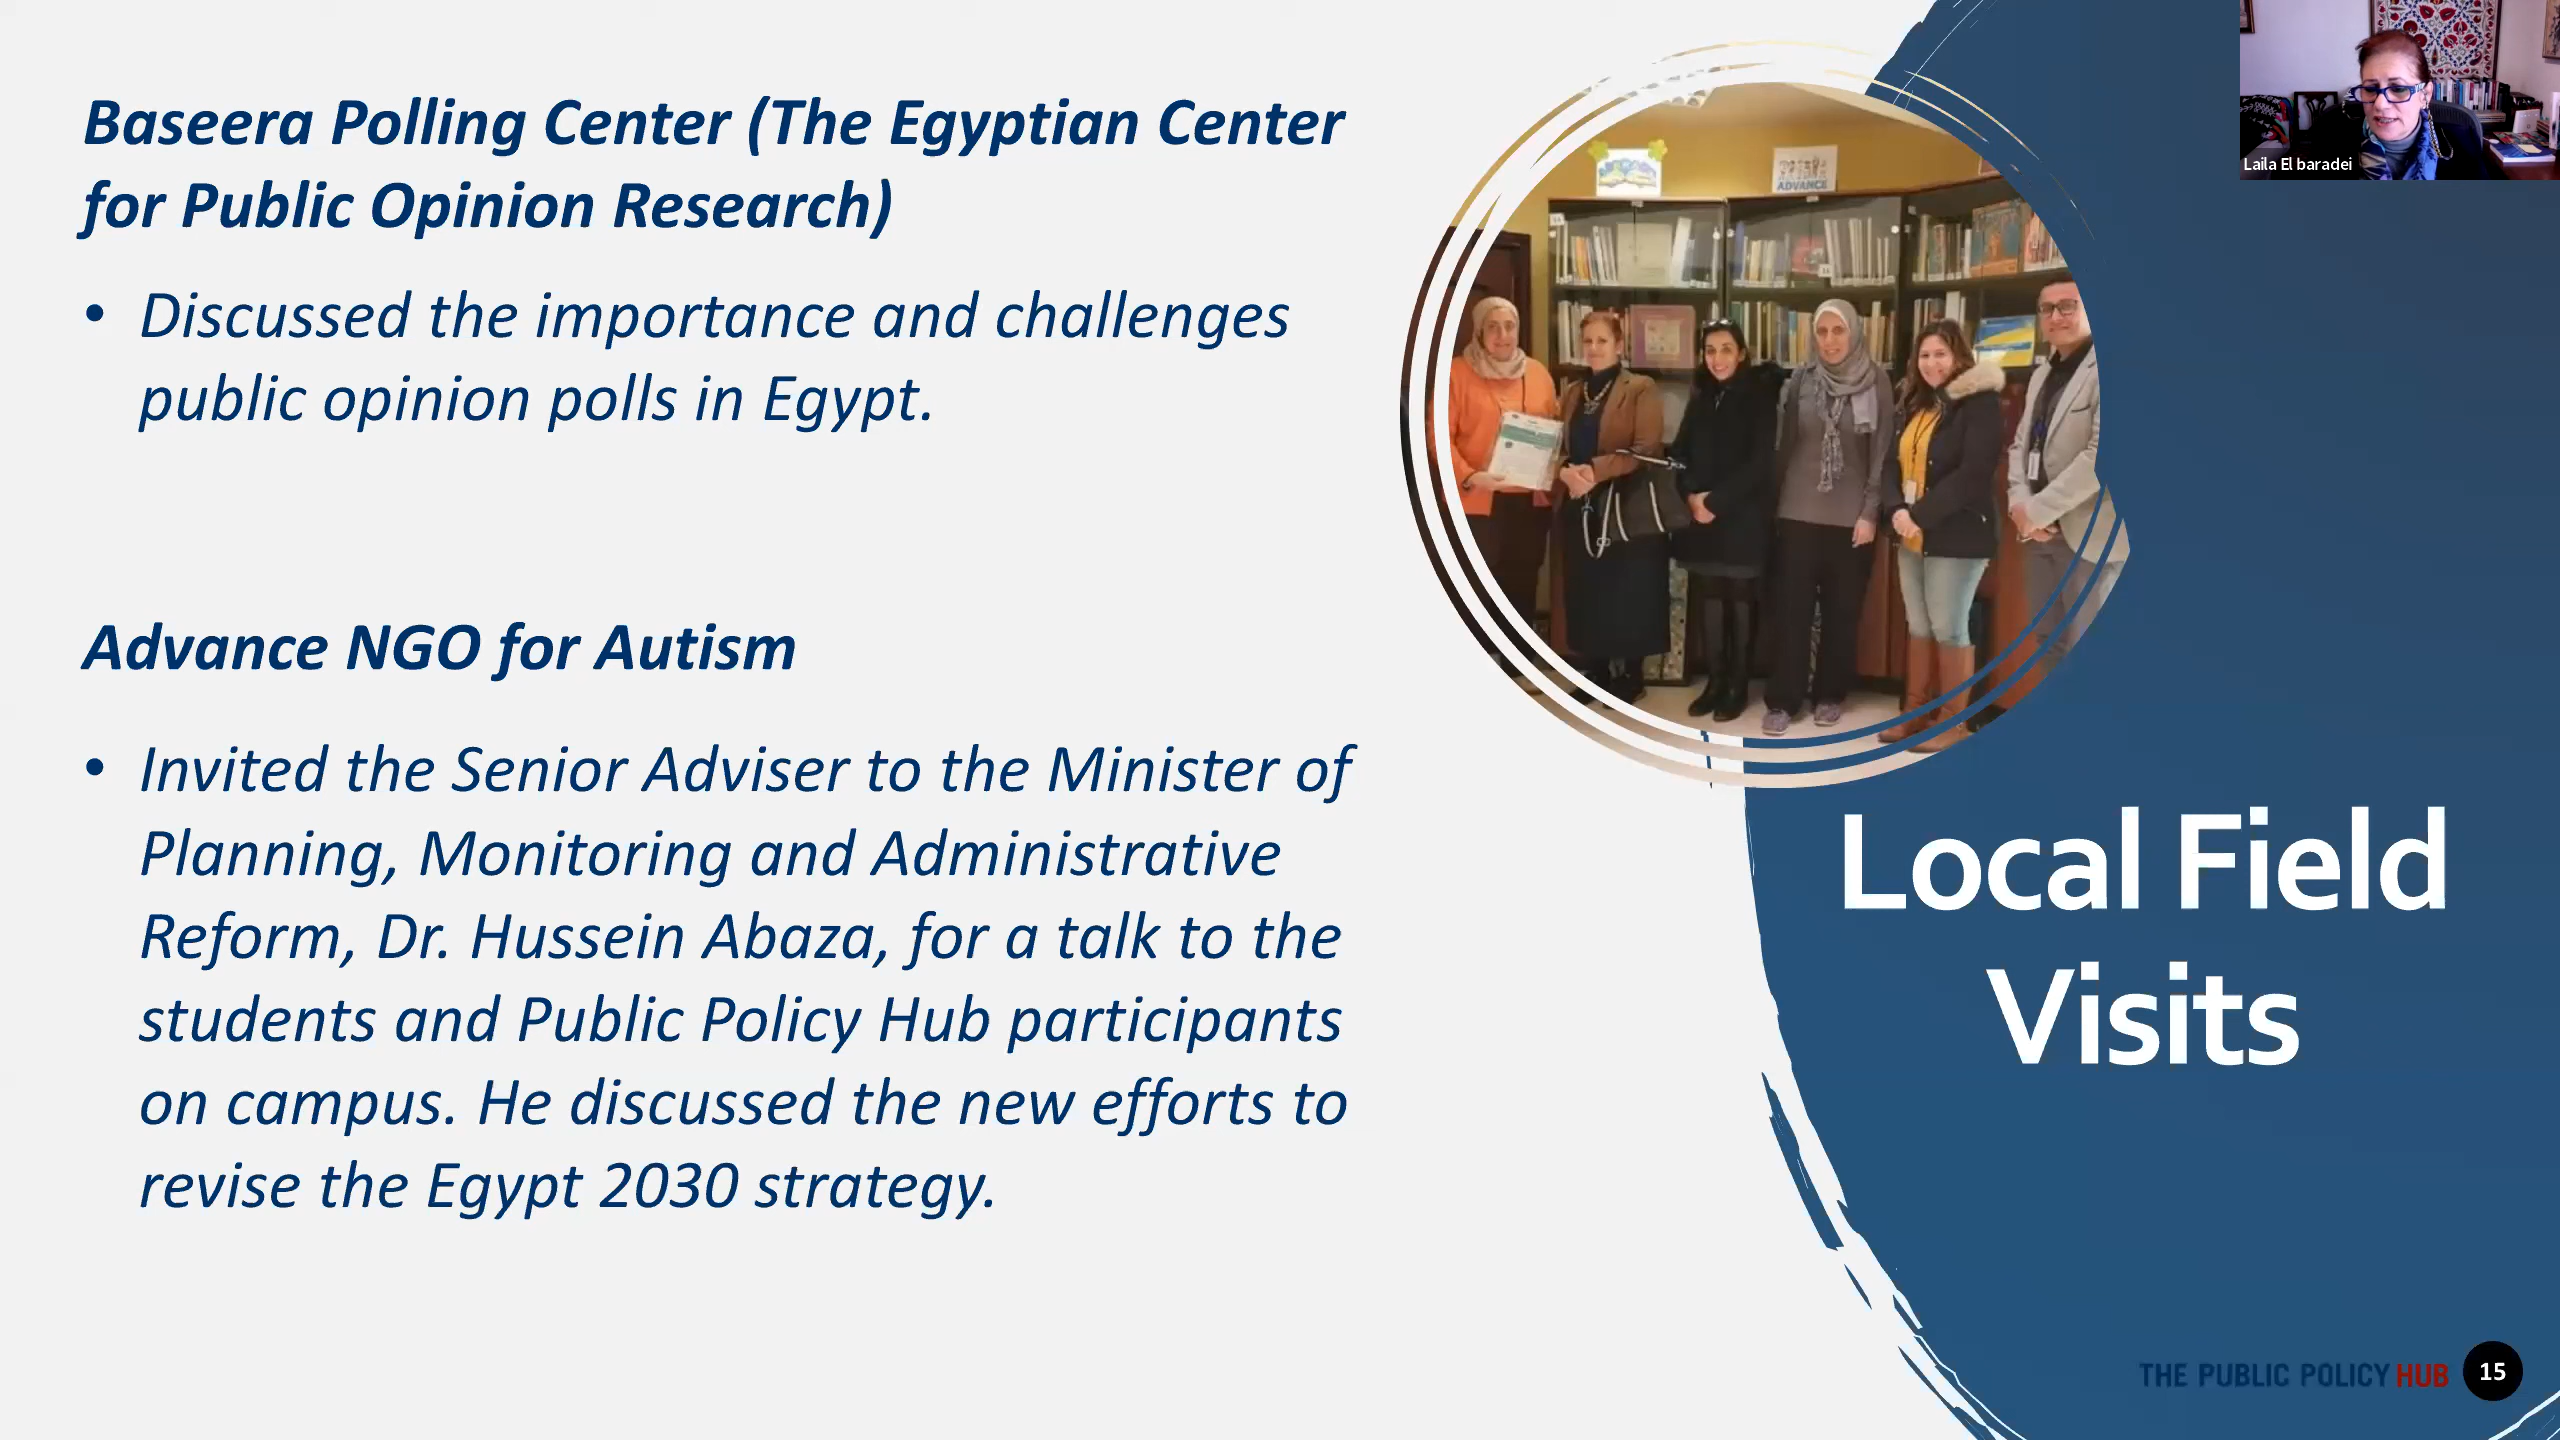 Baseera Polling Center (The Egyptian Center
for Public Opinion Research)
• Discussed the importance and challenges
public opinion polls in Egypt.
Advance NGO for Autism
• Invited the Senior Adviser to the Minister of
Planning, Monitoring and Administrative
Reform, Dr. Hussein Abaza, for a talk to the
students and Public Policy Hub participants
on campus. He discussed the new efforts to
revise the Egypt 2030 strategy.
ADVANCE
Laila El baradei
Local Field
Visits
THE PUBLIC POLICY HUB
15